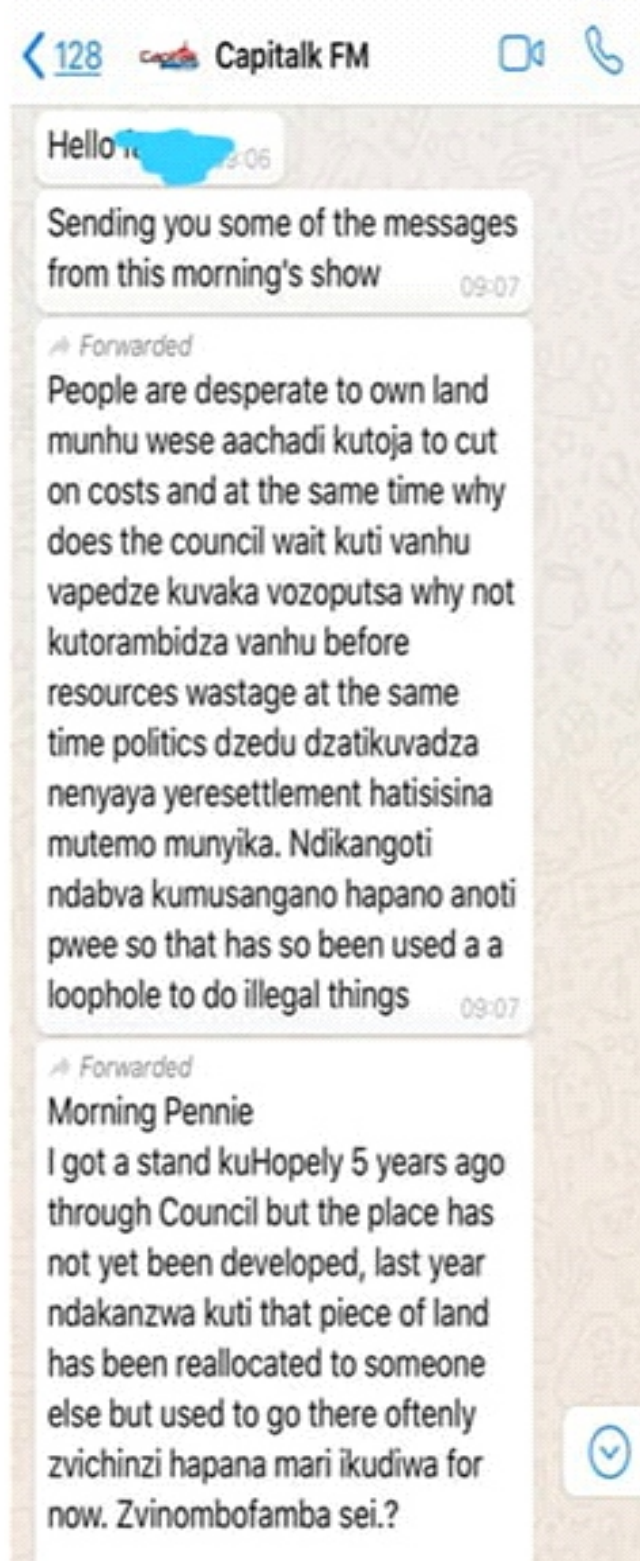 128 Capitalk FM
Hello
09:06
Sending you some of the messages
from this morning's show 09:07
Forwarded
People are desperate to own land
munhu wese aachadi kutoja to cut
on costs and at the same time why
does the council wait kuti vanhu
vapedze kuvaka vozoputsa why not
kutorambidza vanhu before
resources wastage at the same
time politics dzedu dzatikuvadza
nenyaya yeresettlement hatisisina
mutemo munyika. Ndikangoti
ndabva kumusangano hapano anoti
pwee so that has so been used a a
loophole to do illegal things 09:07
Forwarded
Morning Pennie
I got a stand kuHopely 5 years ago
through Council but the place has
not yet been developed, last year
ndakanzwa kuti that piece of land
has been reallocated to someone
else but used to go there oftenly
zvichinzi hapana mari ikudiwa for
now. Zvinombofamba sei.?